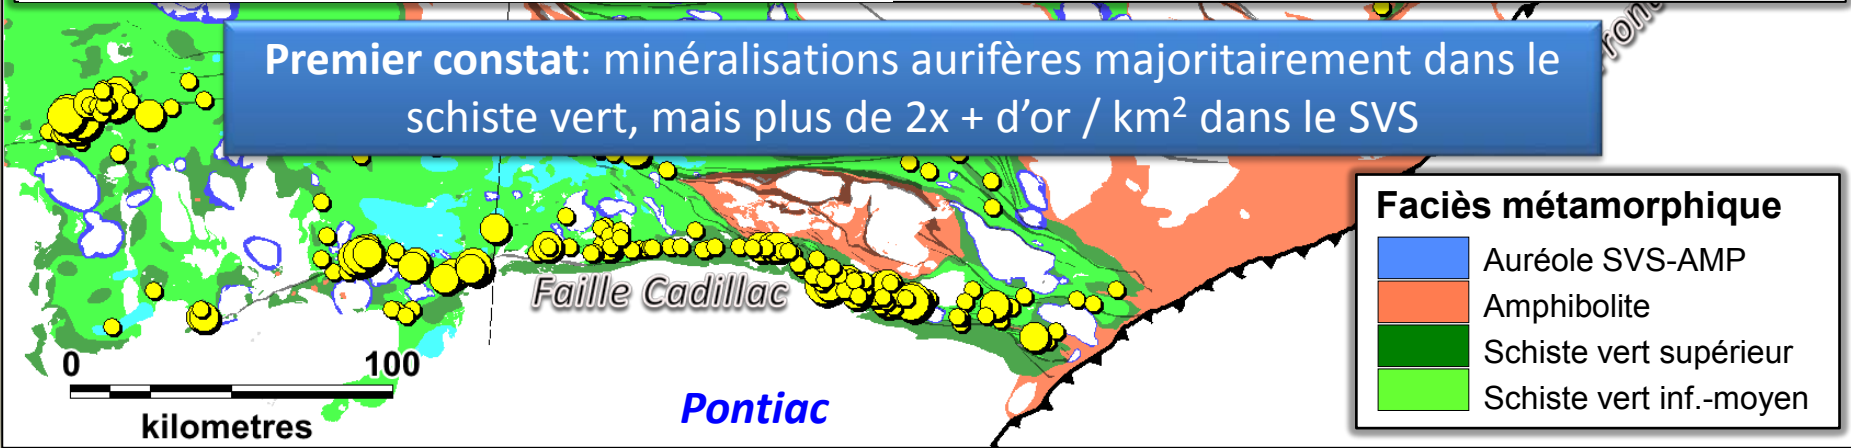 Premier constat: minéralisations aurifères majoritairement dans le
schiste vert, mais plus de 2x + d'or / km² dans le SVS
Faille Cadillac
Faciès métamorphique
Auréole SVS-AMP
Amphibolite
Schiste vert supérieur
Schiste vert inf.-moyen
0 100
kilometres
Pontiac